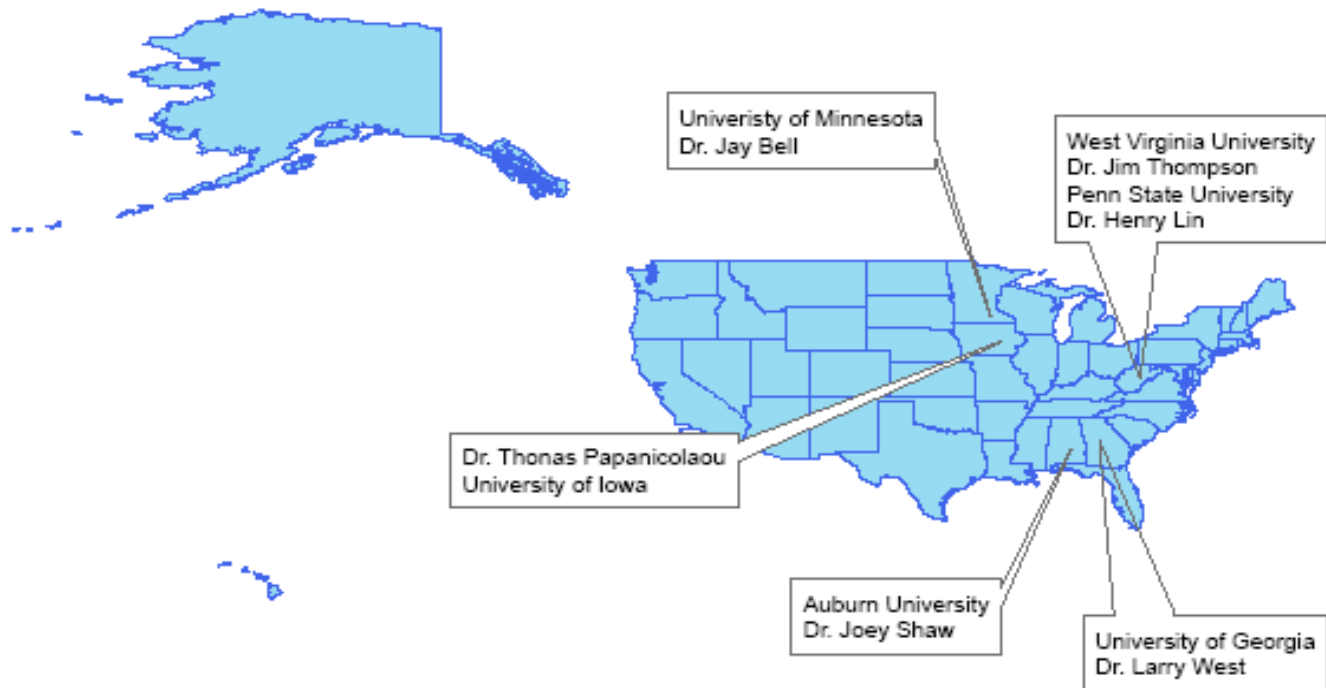 Univeristy of Minnesota
Dr. Jay Bell
West Virginia University
Dr. Jim Thompson
Penn State University
Dr. Henry Lin
Dr. Thonas Papanicolaou
University of Iowa
Auburn University
Dr. Joey Shaw
University of Georgia
Dr. Larry West